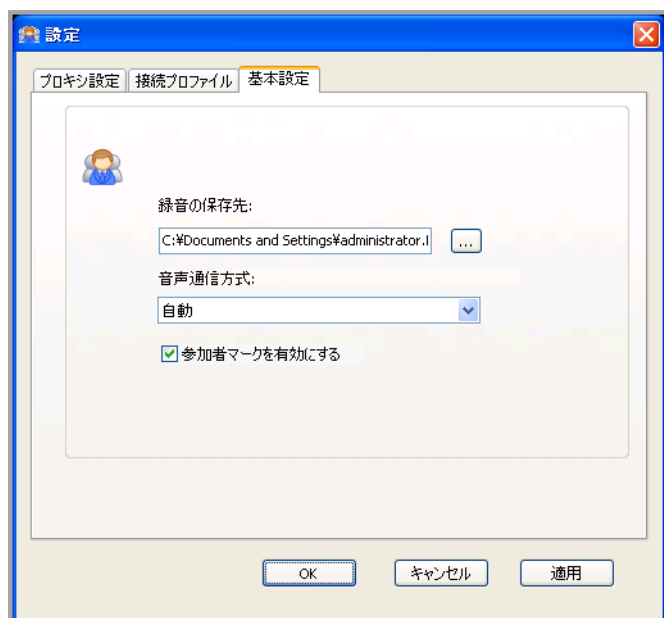 設定
プロキシ設定 接続プロファイル 基本設定
録音の保存先:
C:¥Documents and Settings¥administrator.I ...
音声通信方式:
自動
参加者マークを有効にする
OK キャンセル 適用